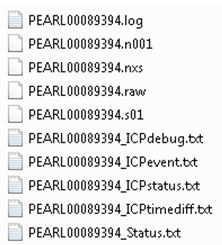 PEARL00089394.log
PEARL00089394.n001
PEARL00089394.nxs
PEARL00089394.raw
PEARL00089394.s01
PEARL00089394_ICPdebug.txt
PEARL00089394_ICPevent.txt
PEARL00089394_ICPstatus.txt
PEARL00089394_ICPtimediff.txt
PEARL00089394_Status.txt